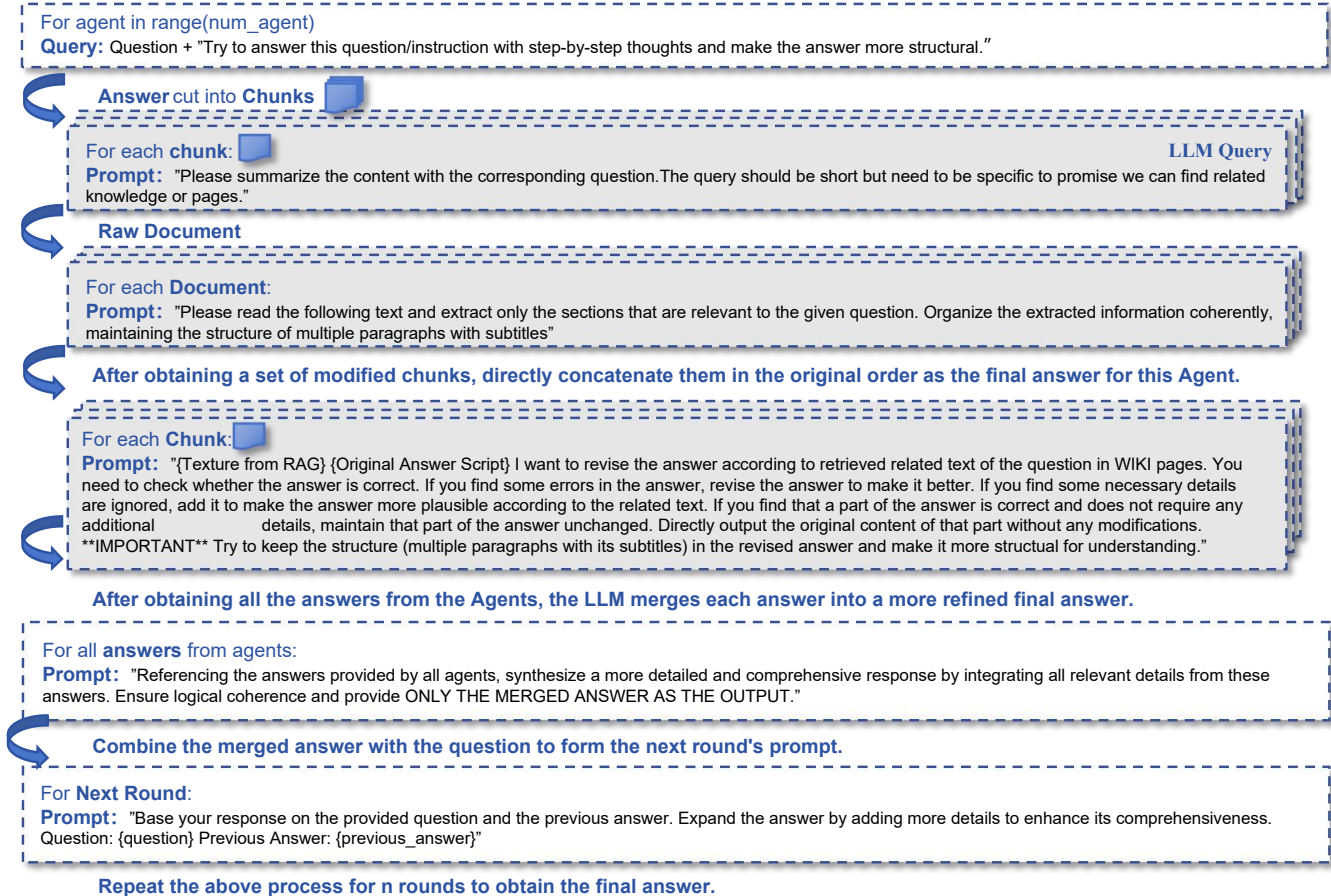 For agent in range(num_agent)
Query: Question + "Try to answer this question/instruction with step-by-step thoughts and make the answer more structural."
Answer cut into Chunks
For each chunk:
LLM Query
Prompt: "Please summarize the content with the corresponding question.The query should be short but need to be specific to promise we can find related
knowledge or pages."
Raw Document
For each Document:
Prompt: "Please read the following text and extract only the sections that are relevant to the given question. Organize the extracted information coherently,
maintaining the structure of multiple paragraphs with subtitles"
After obtaining a set of modified chunks, directly concatenate them in the original order as the final answer for this Agent.
For each Chunk:
Prompt: "{Texture from RAG} {Original Answer Script} I want to revise the answer according to retrieved related text of the question in WIKI pages. You
need to check whether the answer is correct. If you find some errors in the answer, revise the answer to make it better. If you find some necessary details
are ignored, add it to make the answer more plausible according to the related text. If you find that a part of the answer is correct and does not require any
additional details, maintain that part of the answer unchanged. Directly output the original content of that part without any modifications.
**IMPORTANT** Try to keep the structure (multiple paragraphs with its subtitles) in the revised answer and make it more structual for understanding."
After obtaining all the answers from the Agents, the LLM merges each answer into a more refined final answer.
For all answers from agents:
Prompt: "Referencing the answers provided by all agents, synthesize a more detailed and comprehensive response by integrating all relevant details from these
answers. Ensure logical coherence and provide ONLY THE MERGED ANSWER AS THE OUTPUT."
Combine the merged answer with the question to form the next round's prompt.
For Next Round:
Prompt: "Base your response on the provided question and the previous answer. Expand the answer by adding more details to enhance its comprehensiveness.
Question: {question} Previous Answer: {previous_answer}"
Repeat the above process for n rounds to obtain the final answer.